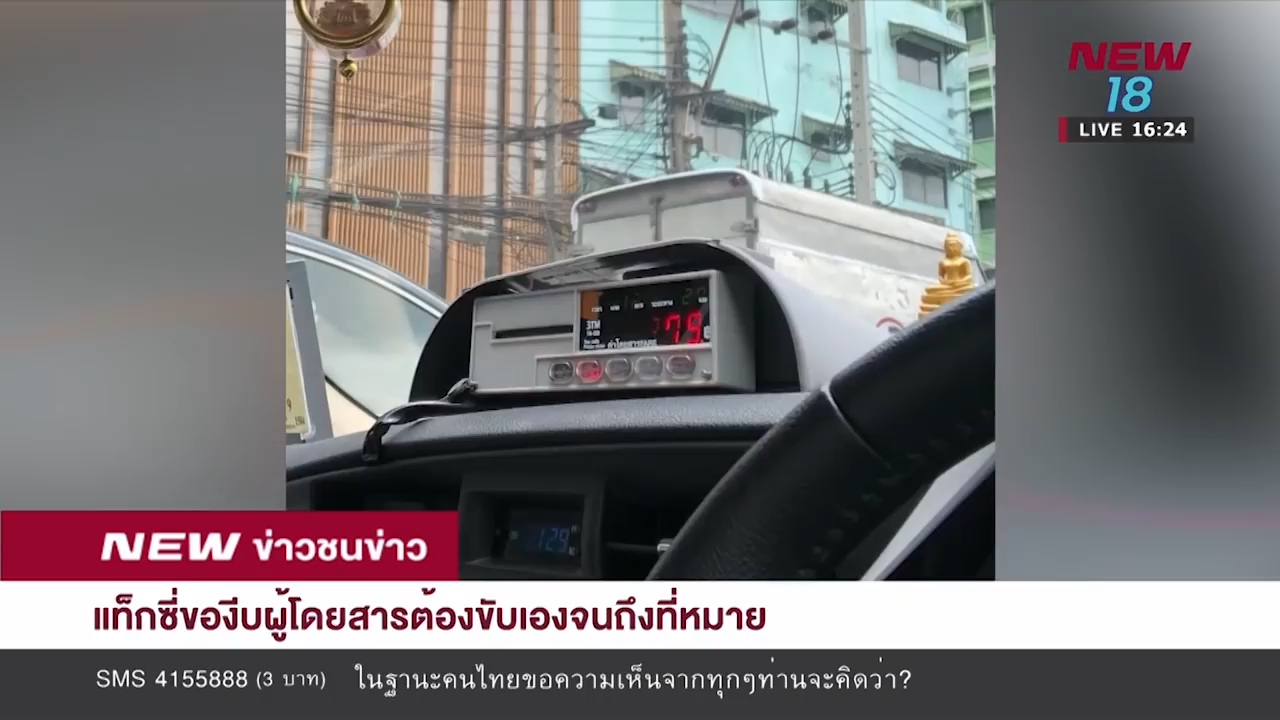 NEW
18
LIVE 16:24
79
129
NEW ข่าวชนข่าว
แท็กซี่ของีบผู้โดยสารต้องขับเองจนถึงที่หมาย
SMS 4155888 (3 บาท) ในฐานะคนไทยขอความเห็นจากทุกๆท่านจะคิดว่า?